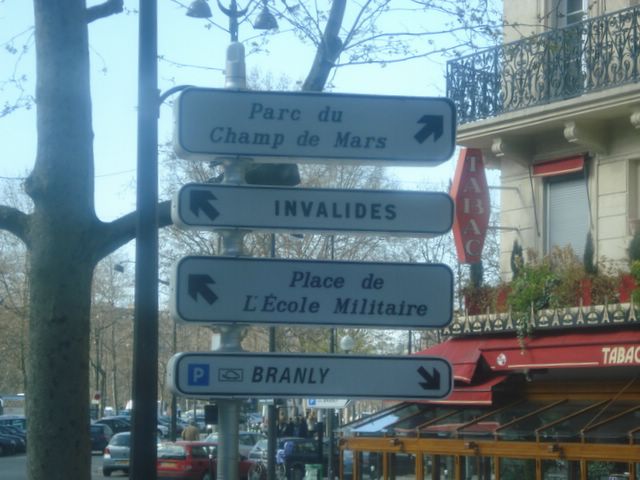 Parc du
Champ de Mars
INVALIDES
Place de
L'École Militaire
P BRANLY
TABAC
TABAC